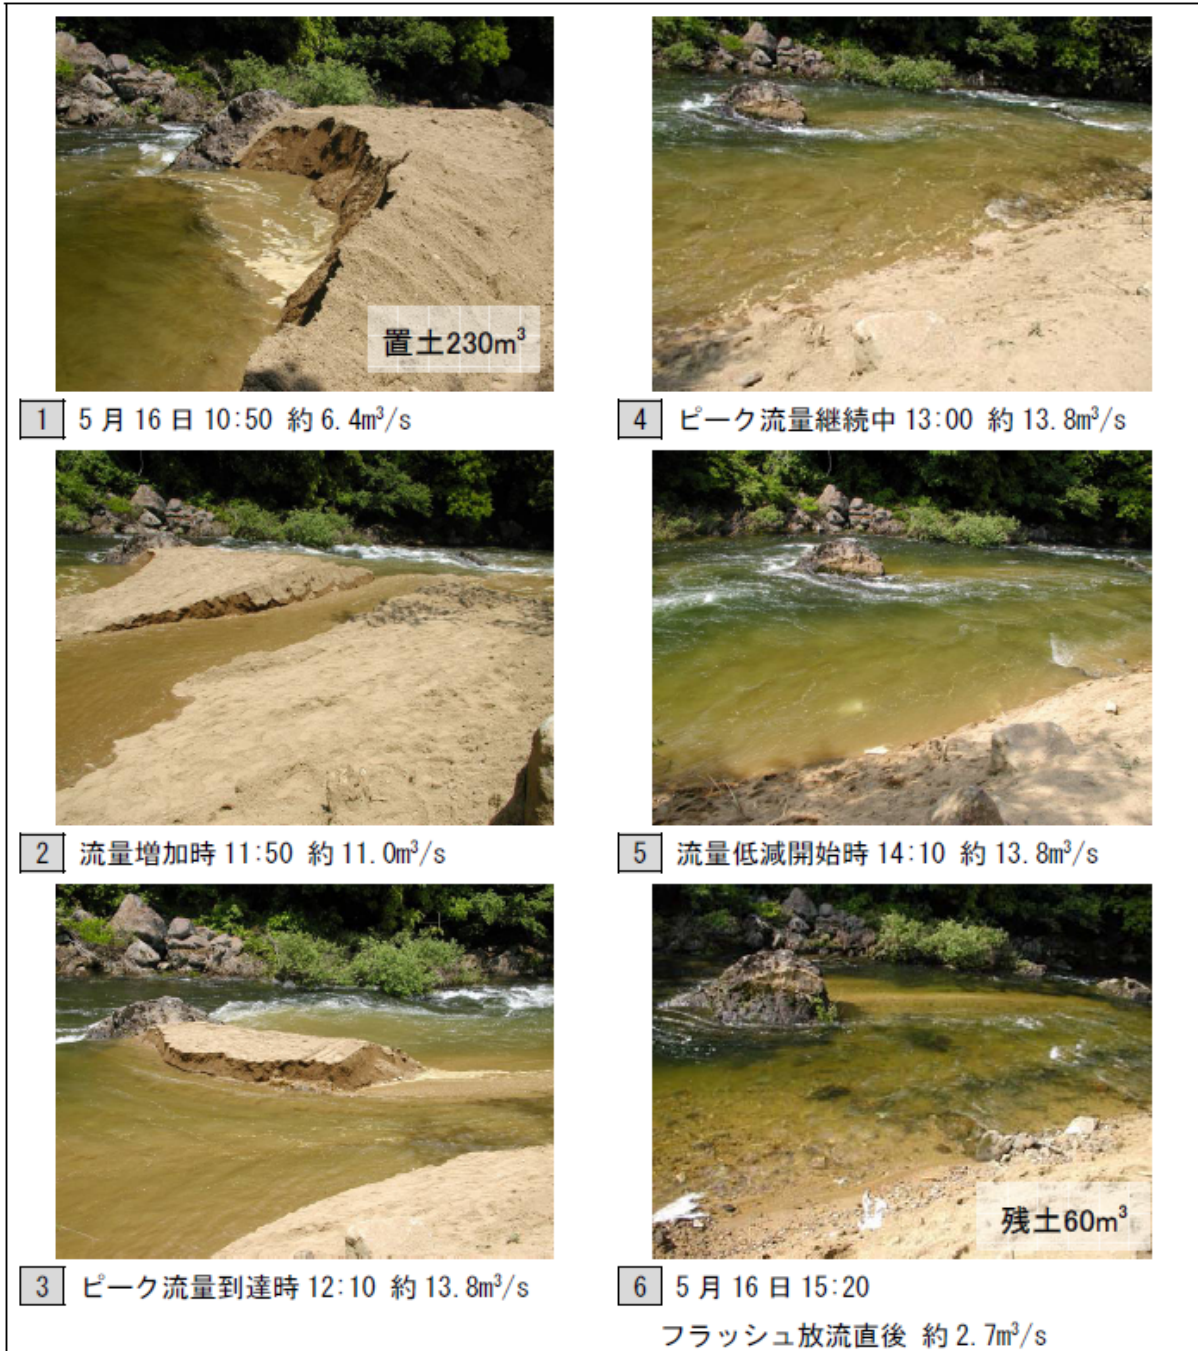 置土230m³
1 5月16日 10:50 約6.4m³/s
2 流量増加時 11:50 約11.0m³/s
3 ピーク流量到達時 12:10 約13.8m³/s
4 ピーク流量継続中 13:00 約13.8m³/s
5 流量低減開始時 14:10 約13.8m³/s
残土60m³
6 5月16日 15:20
フラッシュ放流直後 約2.7m³/s